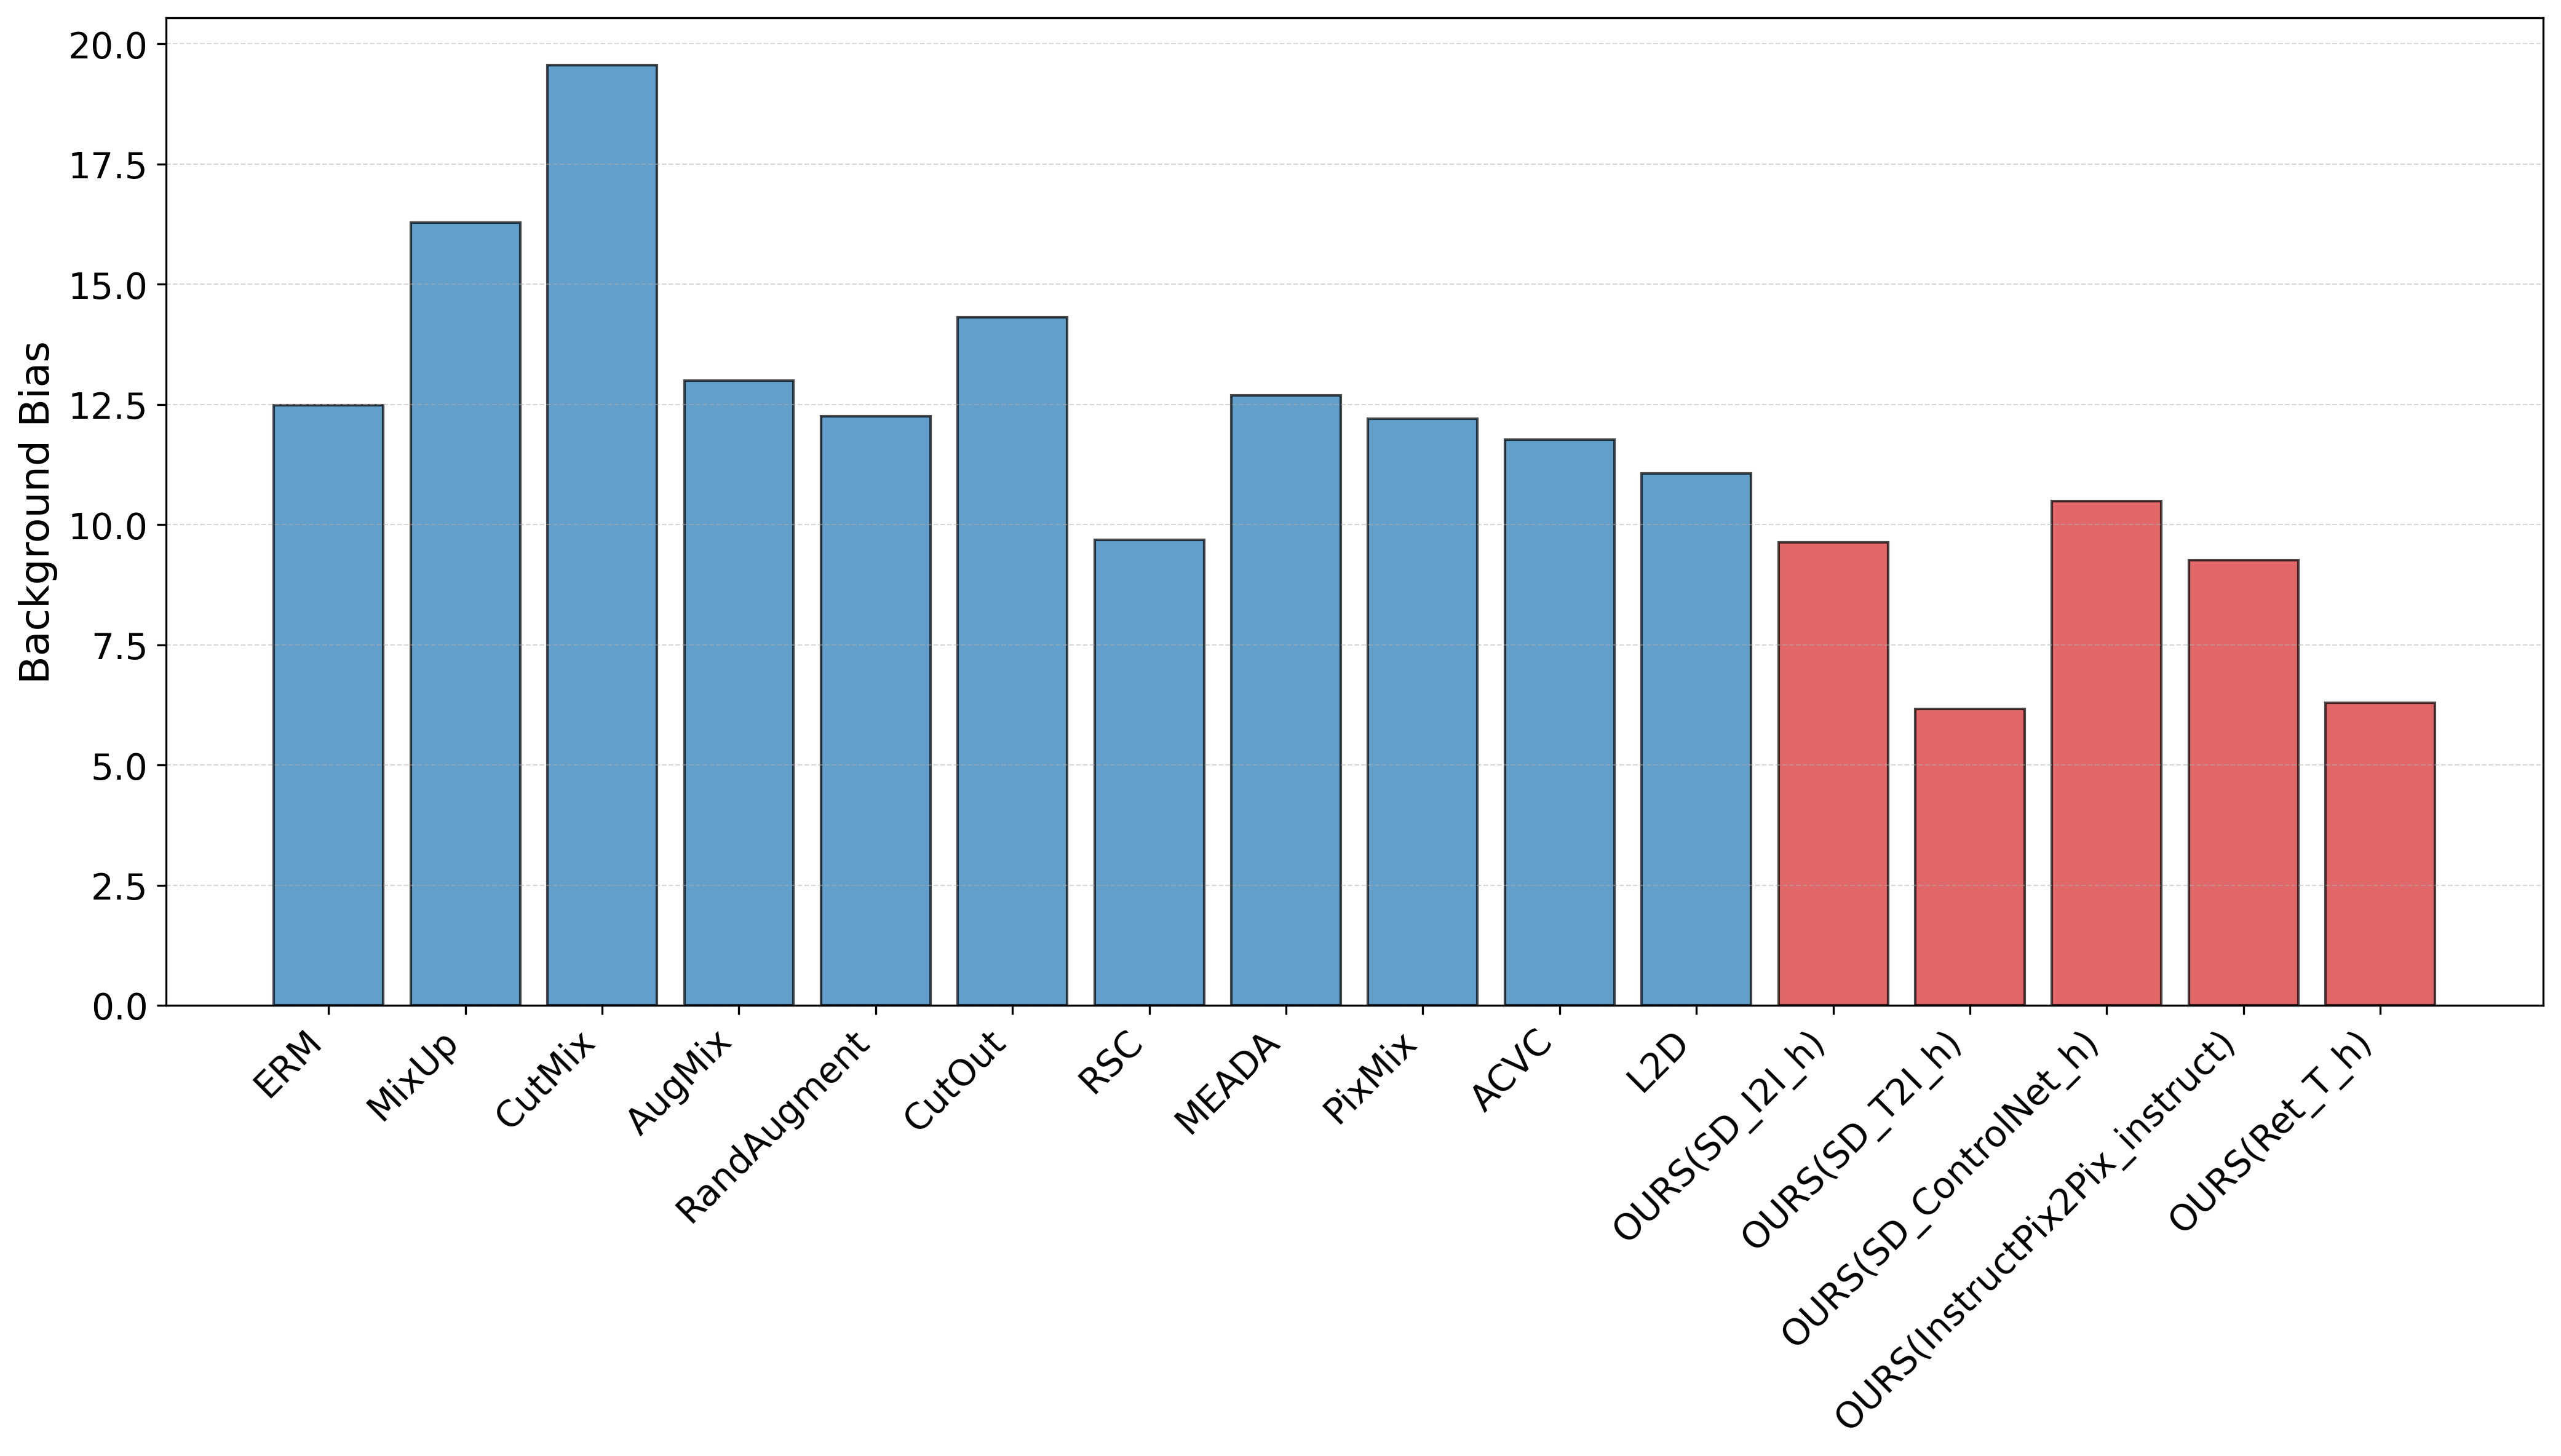 Background Bias
20.0
17.5
15.0
12.5
10.0
7.5
5.0
2.5
0.0
ERM
MixUp
CutMix
AugMix
RandAugment
CutOut
RSC
MEADA
PixMix
ACVC
L2D
OURS(SD_I2I_h)
OURS(SD_T2I_h)
OURS(SD_ControlNet_h)
OURS(InstructPix2Pix_instruct)
OURS(Ret_T_h)